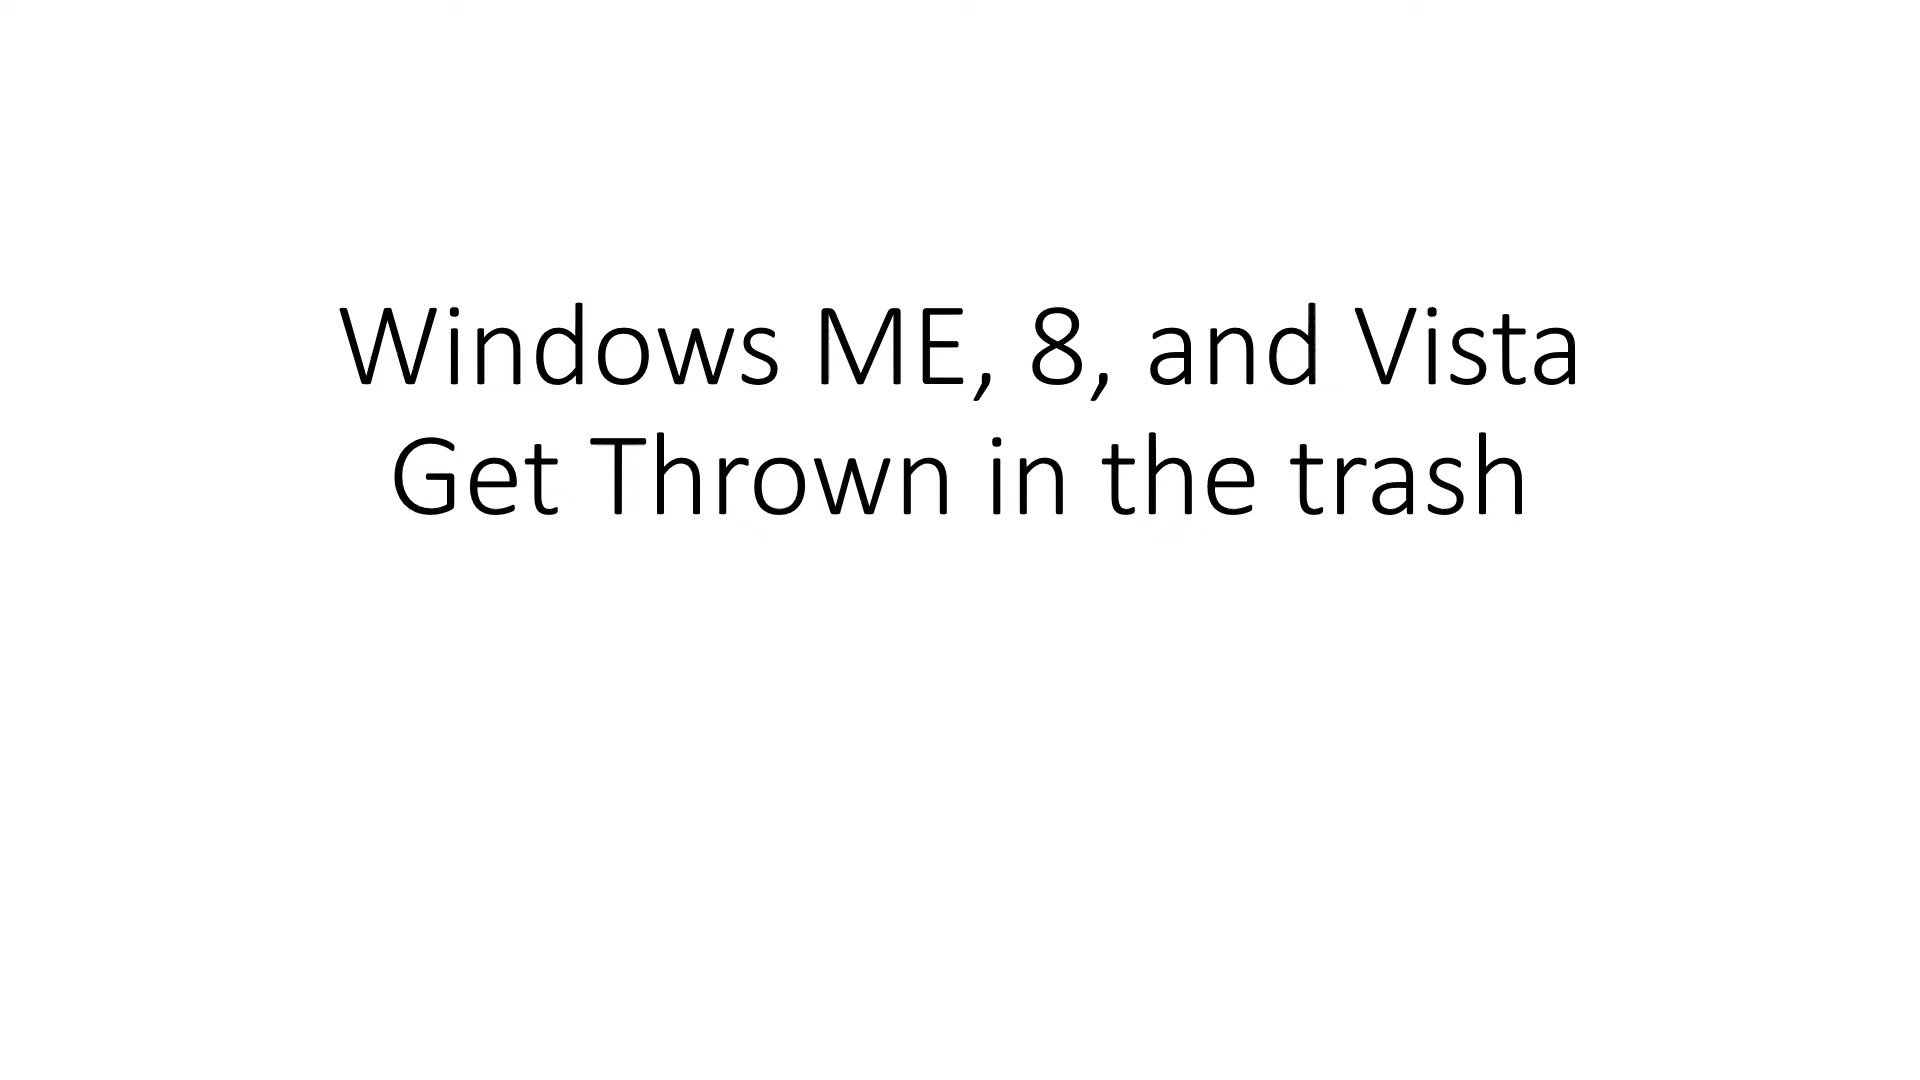 Windows ME, 8, and Vista
Get Thrown in the trash